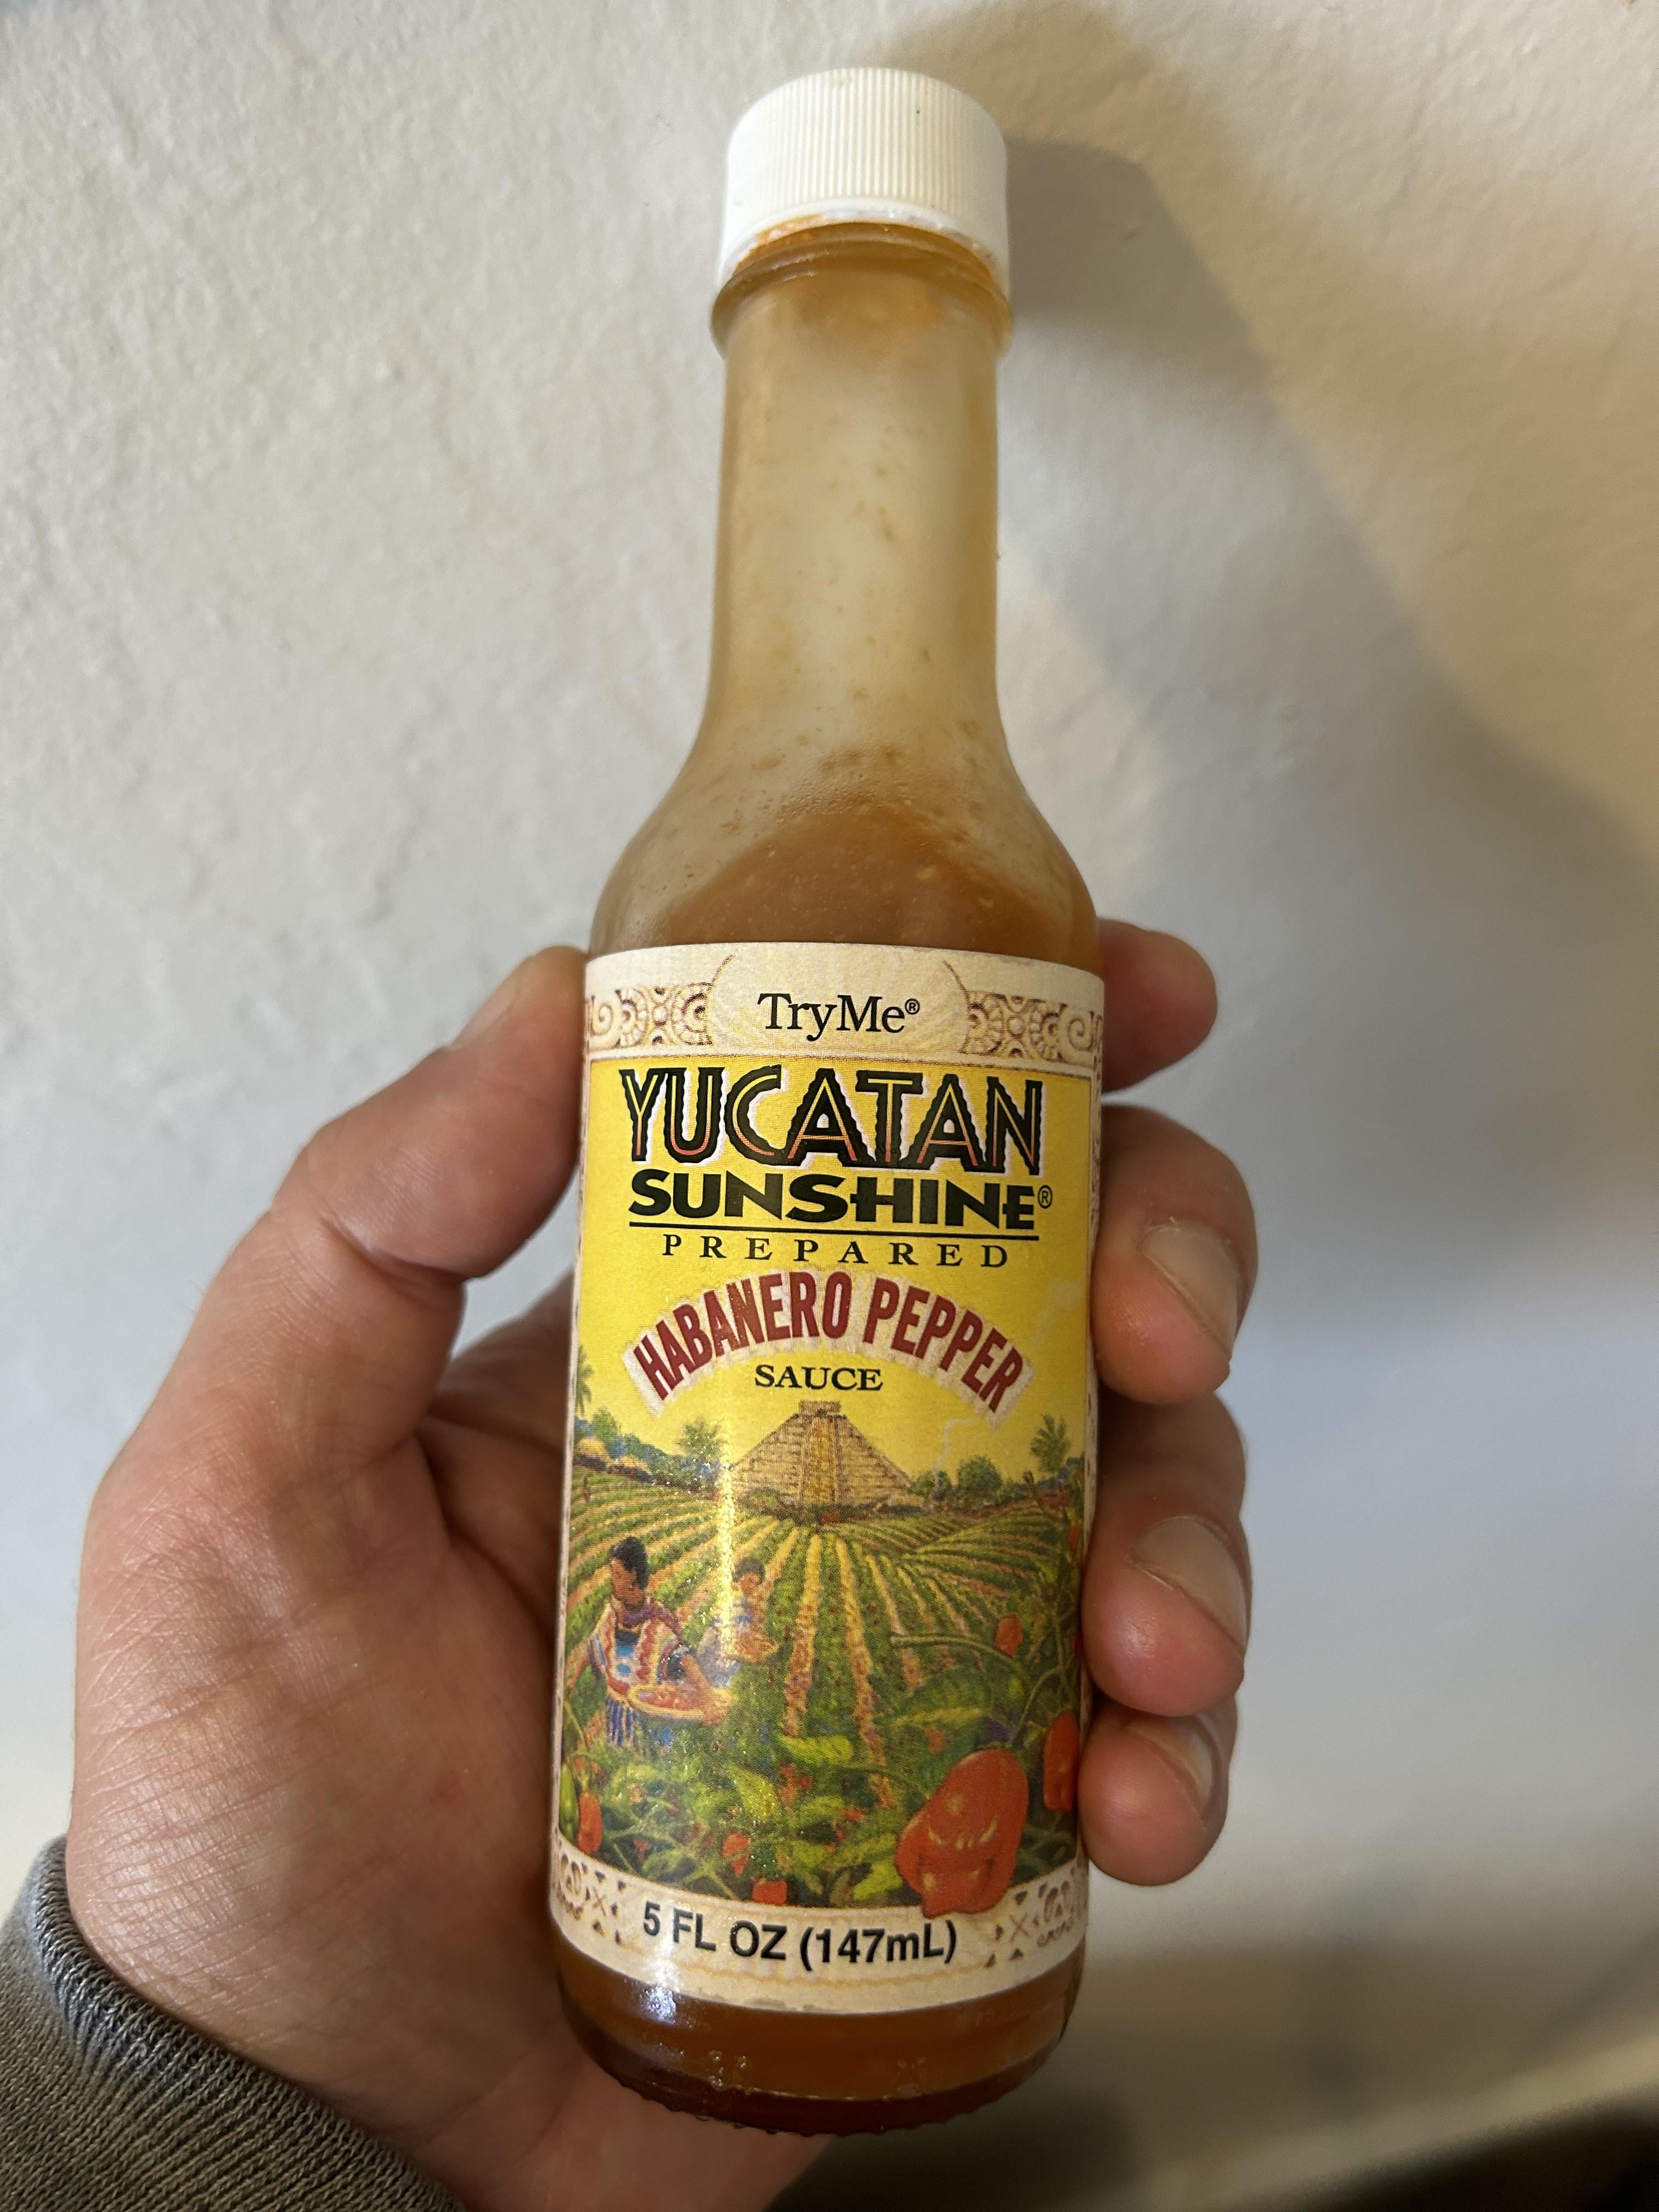 TryMe®
YUCATAN
SUNSHINE®
PREPARED
HABANERO PEPPER
SAUCE
5 FL OZ (147mL)